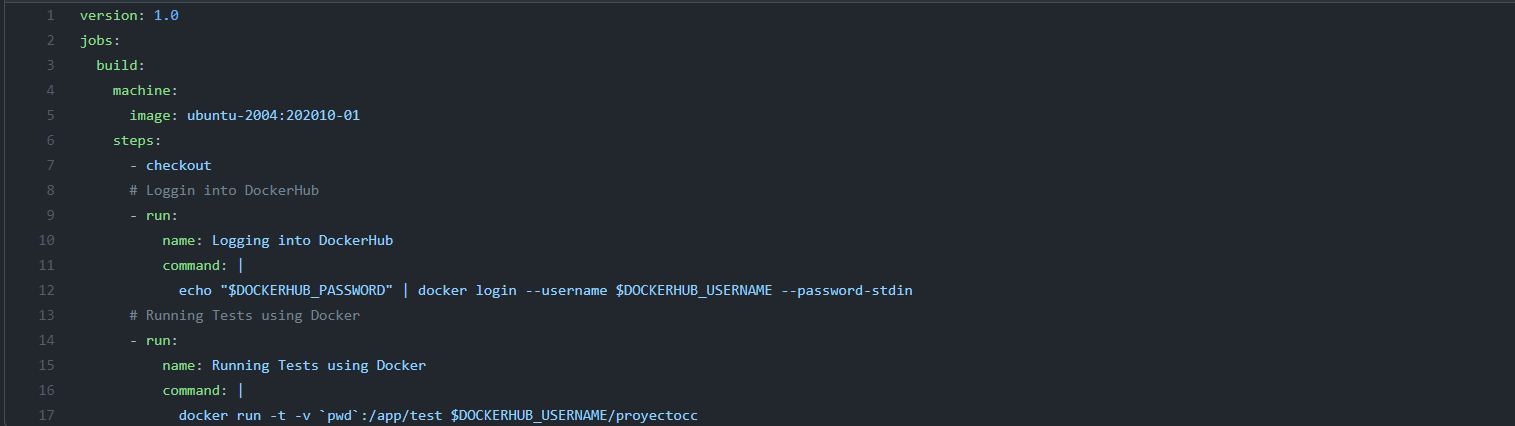 1 version: 1.0
2 jobs:
3   build:
4     machine:
5       image: ubuntu-2004:202010-01
6     steps:
7       - checkout
8       # Loggin into DockerHub
9       - run:
10           name: Logging into DockerHub
11           command: |
12             echo "$DOCKERHUB_PASSWORD" | docker login --username $DOCKERHUB_USERNAME --password-stdin
13       # Running Tests using Docker
14       - run:
15           name: Running Tests using Docker
16           command: |
17             docker run -t -v `pwd`:/app/test $DOCKERHUB_USERNAME/proyectocc